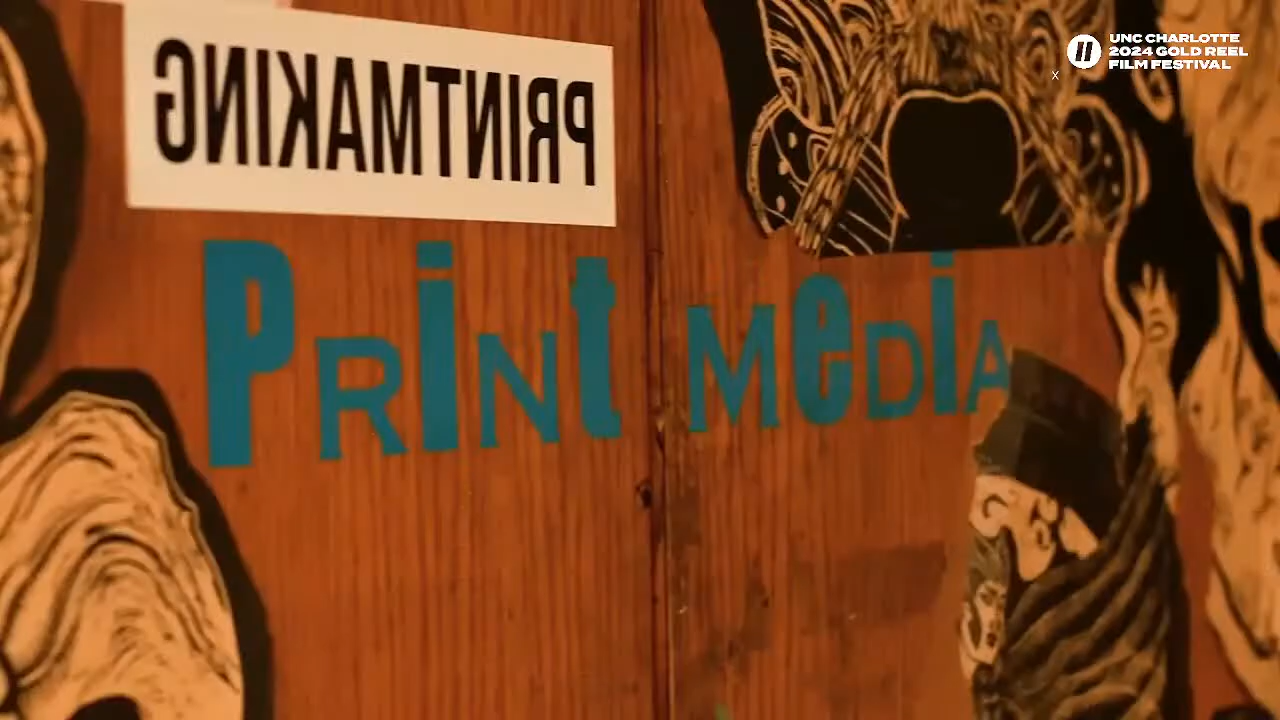 PRINTMAKING
Print Media
UNC CHARLOTTE
2024 GOLD REEL
FILM FESTIVAL
x